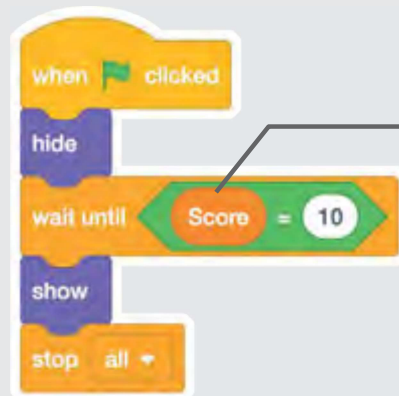 when clicked
hide
wait until Score = 10
show
stop all